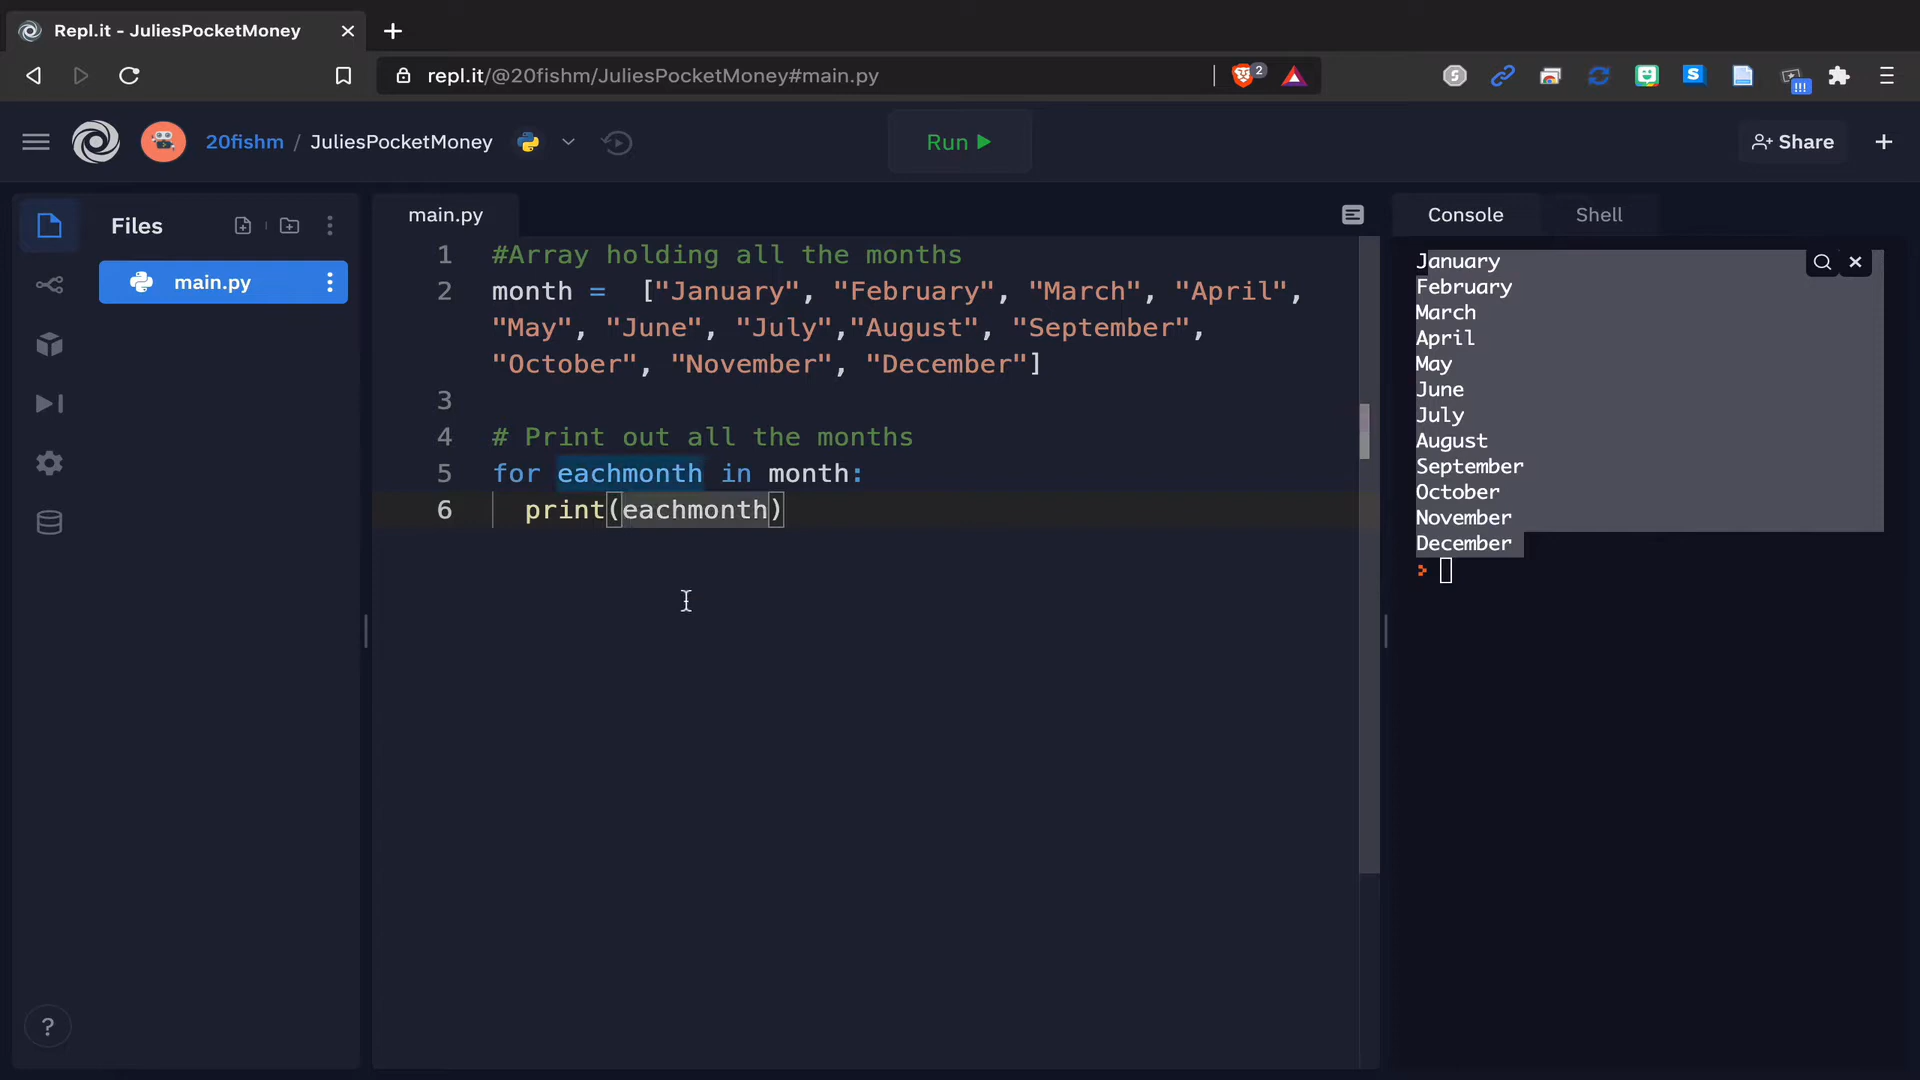 Repl.it - JuliesPocketMoney
repl.it/@20fishm/JuliesPocketMoney#main.py
2
S
S
!!!
20fishm / JuliesPocketMoney
Run
Share
Files
main.py
main.py
1 #Array holding all the months
2 month =  ["January", "February", "March", "April",
"May", "June", "July","August", "September",
"October", "November", "December"]
3
4 # Print out all the months
5 for eachmonth in month:
6   print(eachmonth)
Console
Shell
January
February
March
April
May
June
July
August
September
October
November
December
>
?